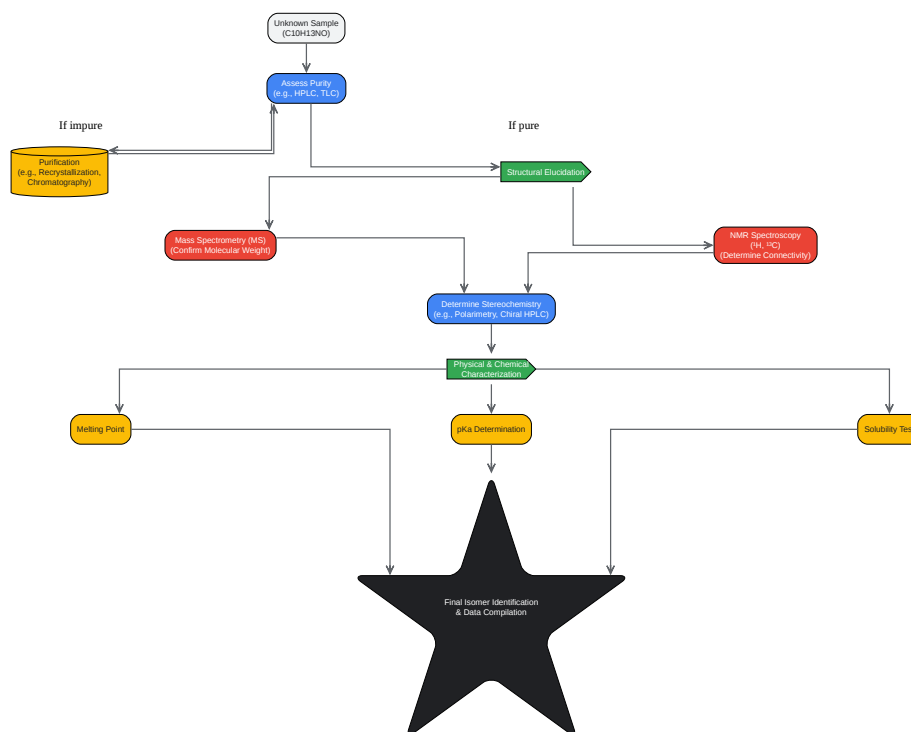 Unknown Sample
(C10H13NO)
Assess Purity
(e.g., HPLC, TLC)
If impure
If pure
Purification
(e.g., Recrystallization,
Chromatography)
Structural Elucidation
Mass Spectrometry (MS)
(Confirm Molecular Weight)
NMR Spectroscopy
(¹H, ¹³C)
(Determine Connectivity)
Determine Stereochemistry
(e.g., Polarimetry, Chiral HPLC)
Physical & Chemical
Characterization
Melting Point
pKa Determination
Solubility Tes
Final Isomer Identification
& Data Compilation